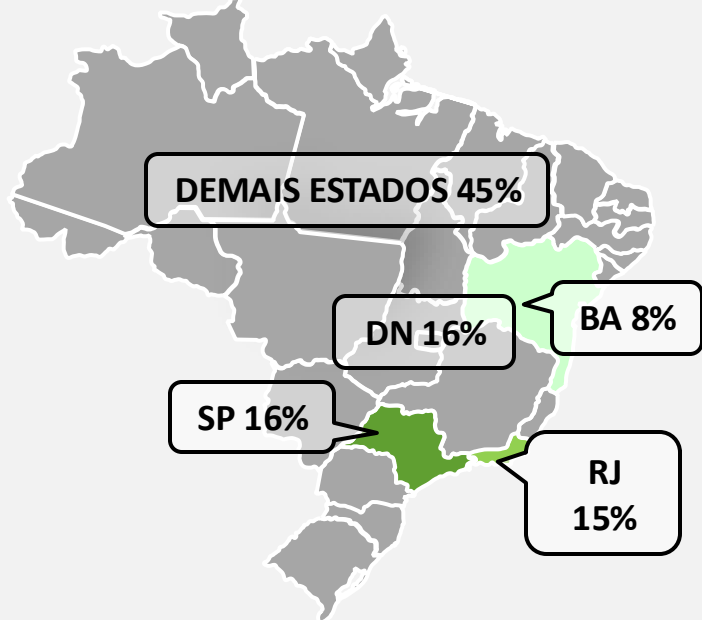 DEMAIS ESTADOS 45%
BA 8%
DN 16%
SP 16%
RJ
15%